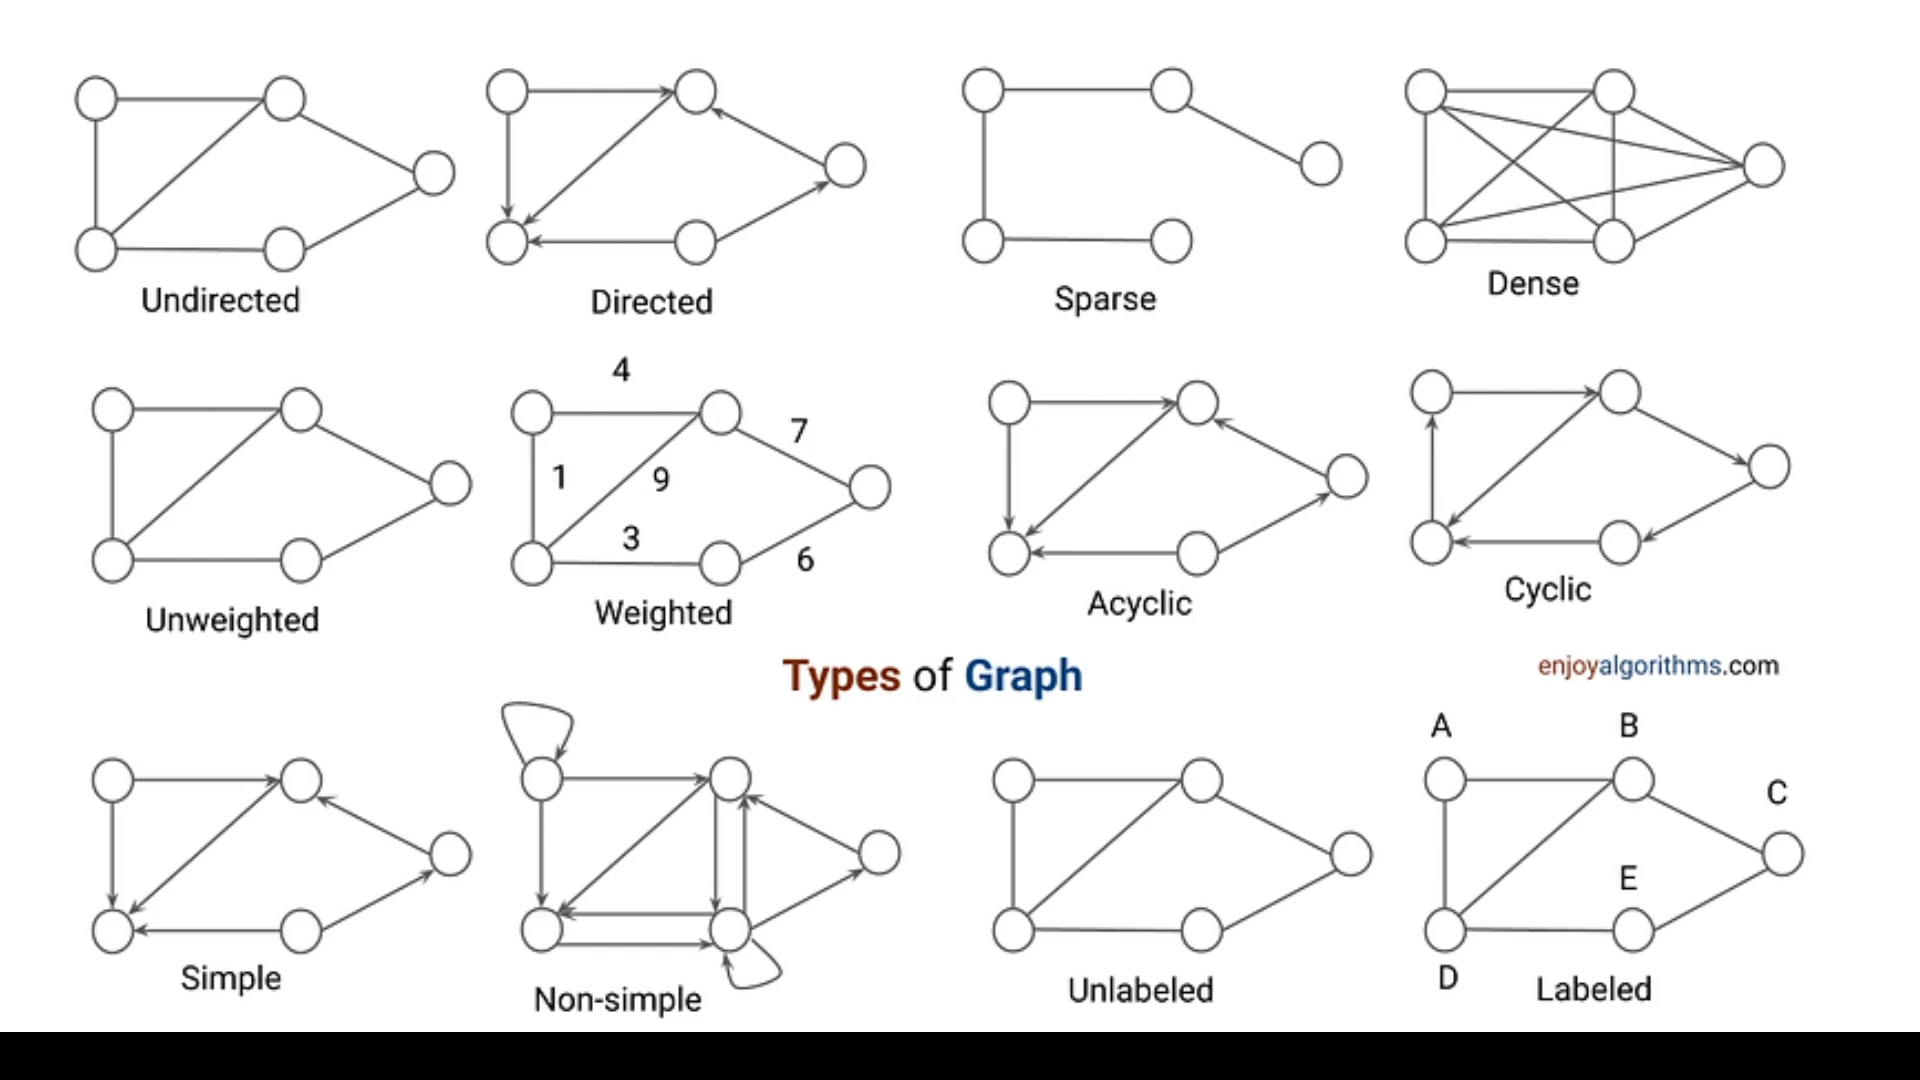 Undirected
Directed
Sparse
Dense
4
7
1
9
3
6
Unweighted
Weighted
Acyclic
Cyclic
Types of Graph
enjoyalgorithms.com
A
B
C
E
D
Simple
Non-simple
Unlabeled
Labeled